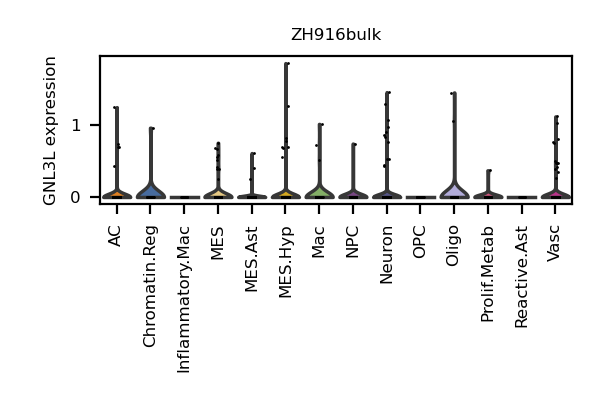 ZH916bulk
GNL3L expression
1
0
AC
Chromatin.Reg
Inflammatory.Mac
MES
MES.Ast
MES.Hyp
Mac
NPC
Neuron
OPC
Oligo
Prolif.Metab
Reactive.Ast
Vasc